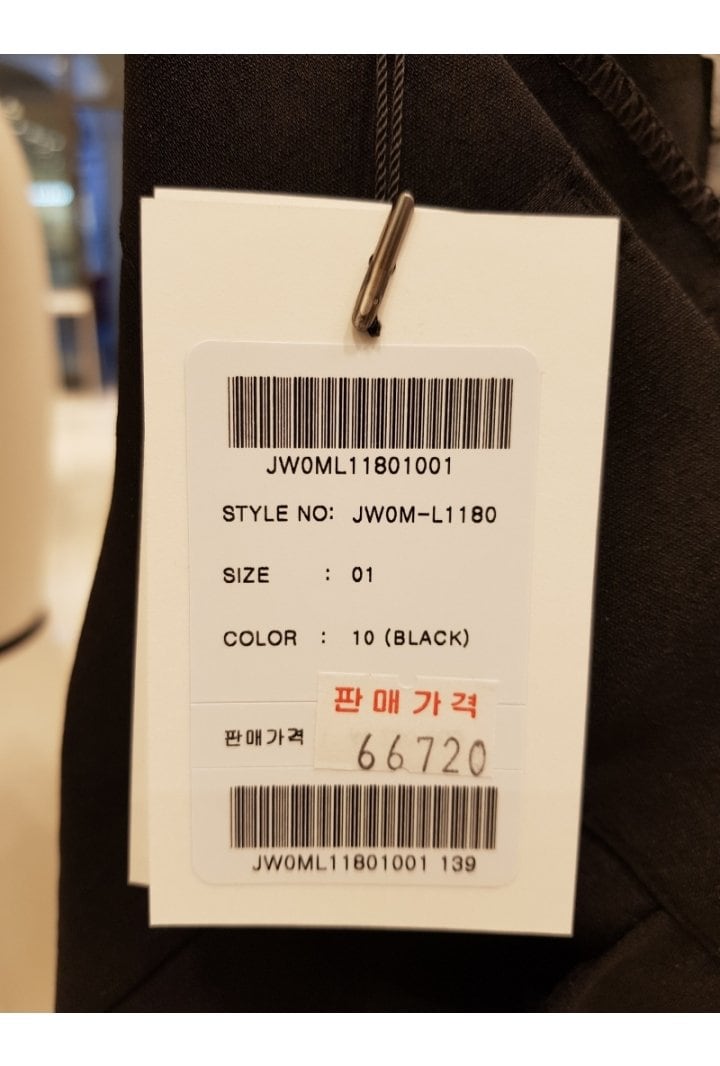 JW0ML11801001
STYLE NO: JW0M-L1180
SIZE : 01
COLOR : 10 (BLACK)
판매가격
판매가격 66720
JW0ML11801001 139